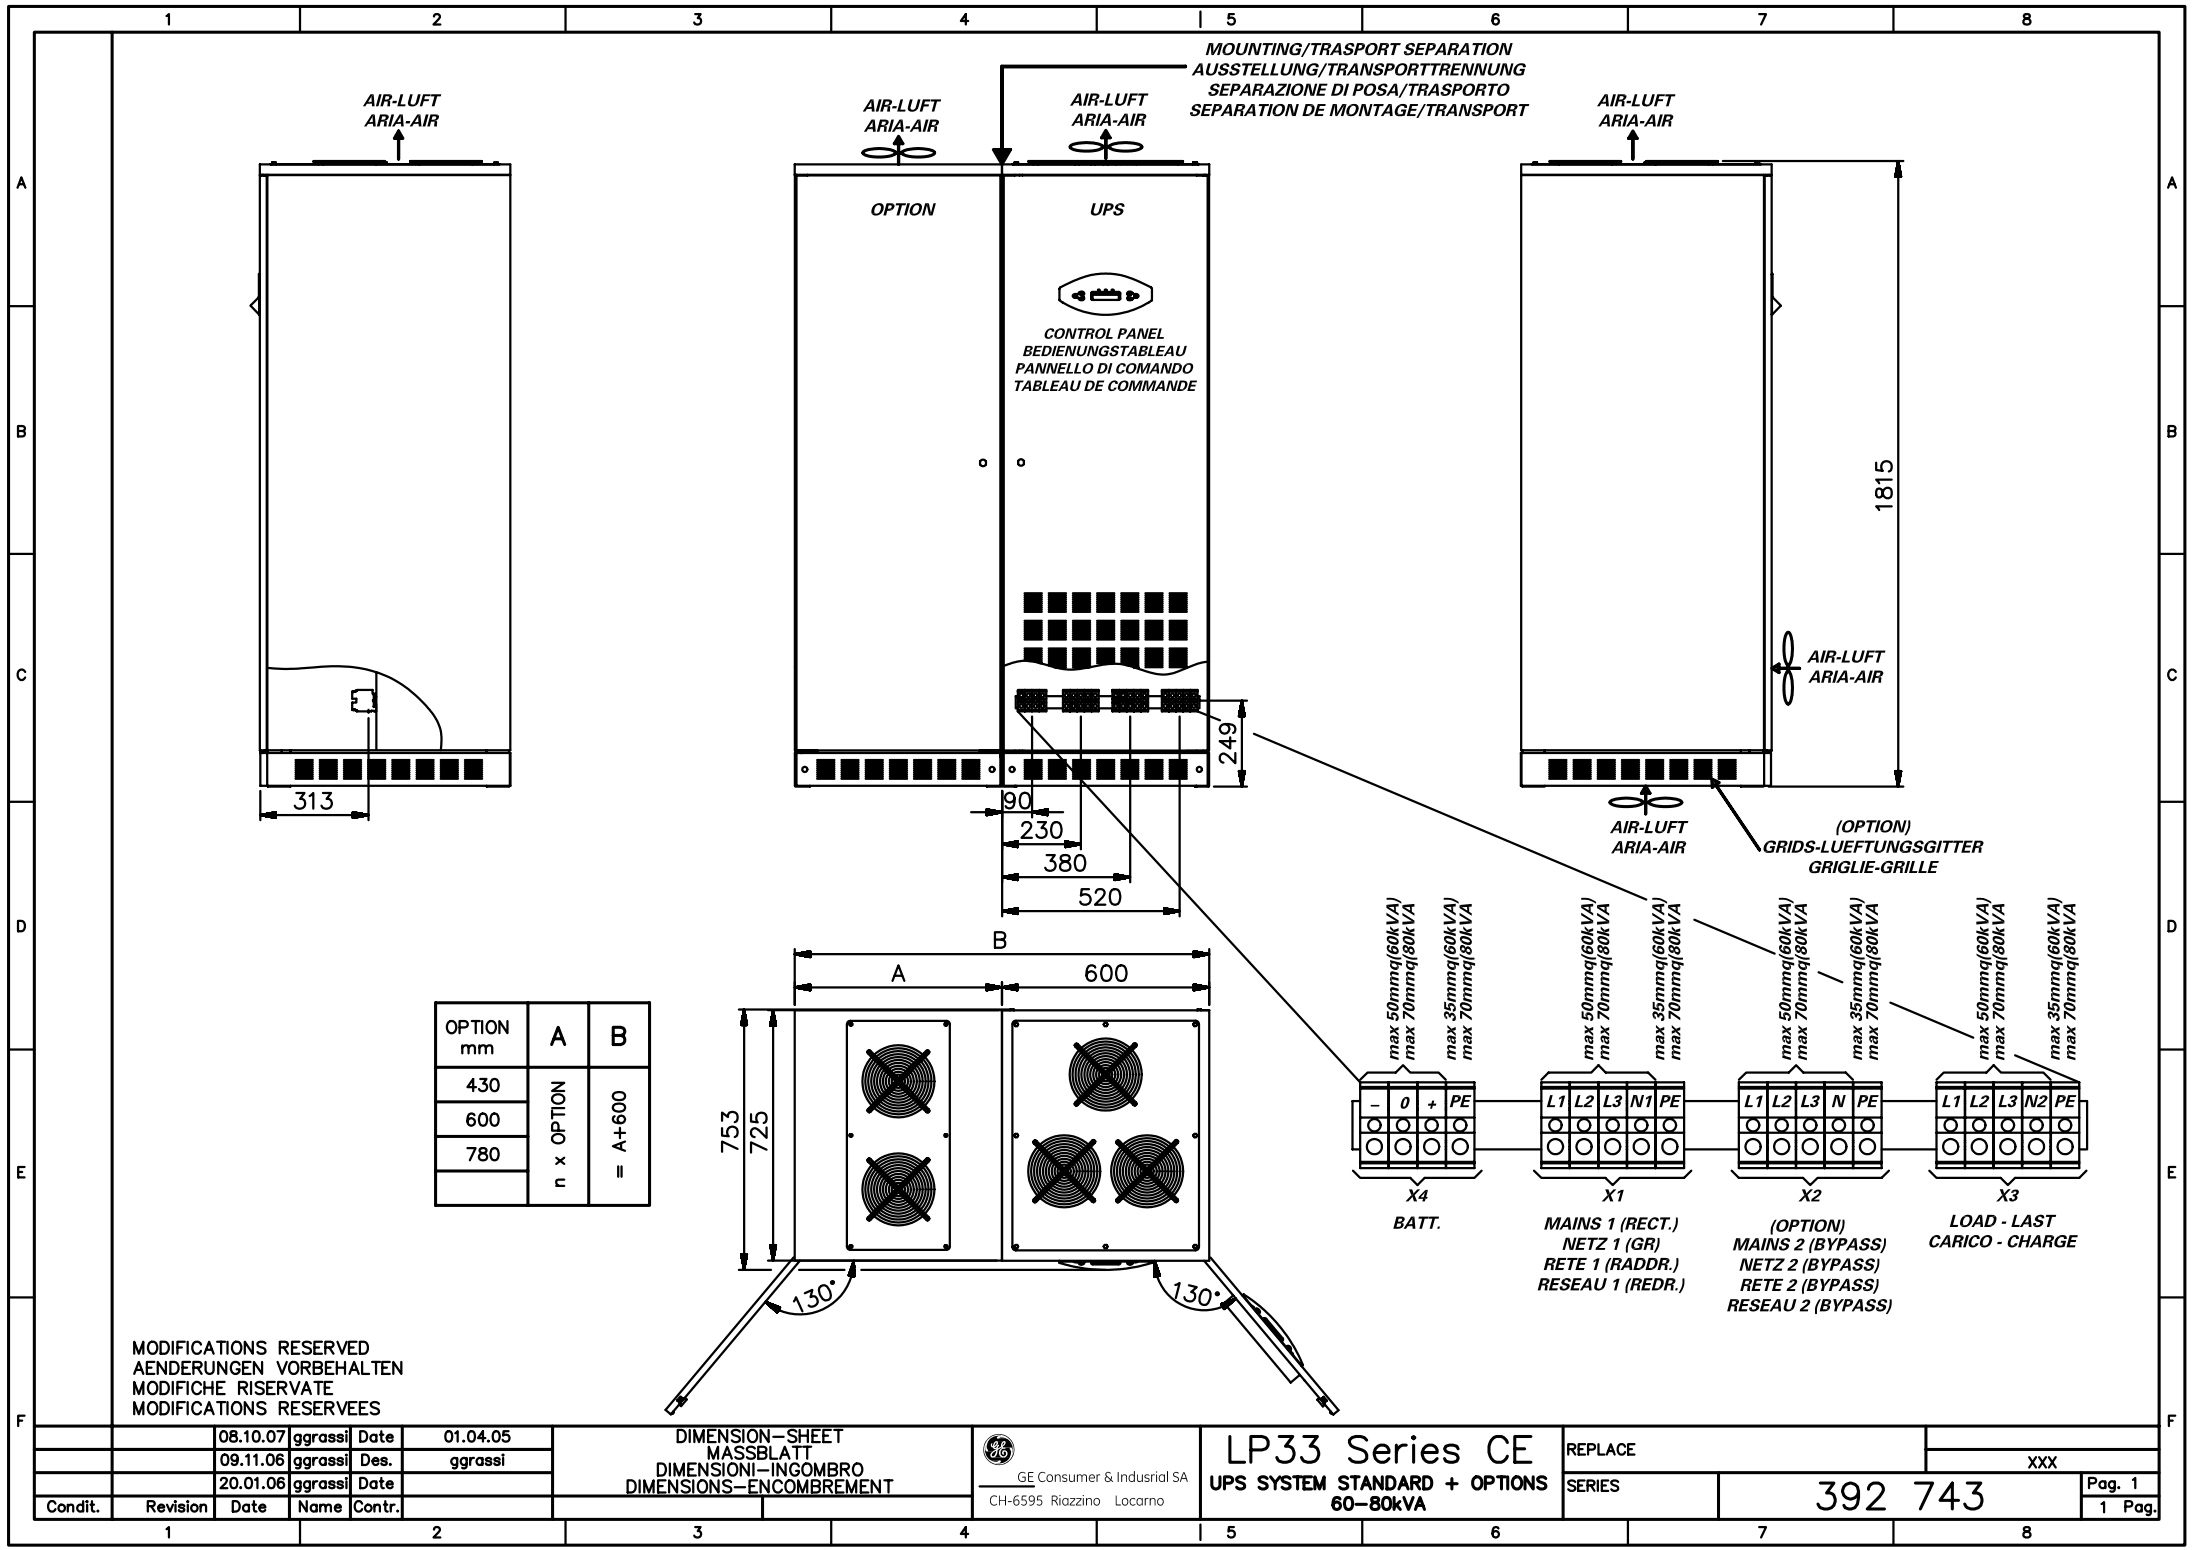 1 2 3 4 5 6 7 8
MOUNTING/TRASPORT SEPARATION
AUSSTELLUNG/TRANSPORTTRENNUNG
SEPARAZIONE DI POSA/TRASPORTO
SEPARATION DE MONTAGE/TRANSPORT
AIR-LUFT
ARIA-AIR
AIR-LUFT
ARIA-AIR
AIR-LUFT
ARIA-AIR
AIR-LUFT
ARIA-AIR
A
A
OPTION
UPS
CONTROL PANEL
BEDIENUNGSTABLEAU
PANNELLO DI COMANDO
TABLEAU DE COMMANDE
B
B
1815
C
C
AIR-LUFT
ARIA-AIR
249
313
90
230
380
520
AIR-LUFT
ARIA-AIR
(OPTION)
GRIDS-LUEFTUNGSGITTER
GRIGLIE-GRILLE
D
D
B
A
600
753
725
130°
130°
OPTION
mm
A
B
430
600
780
n x OPTION
= A+600
max 50mmq(60kVA)
max 70mmq(80kVA
max 35mmq(60kVA)
max 70mmq(80kVA
max 50mmq(60kVA)
max 70mmq(80kVA
max 35mmq(60kVA)
max 70mmq(80kVA
max 50mmq(60kVA)
max 70mmq(80kVA
max 35mmq(60kVA)
max 70mmq(80kVA
max 50mmq(60kVA)
max 70mmq(80kVA
max 35mmq(60kVA)
max 70mmq(80kVA
– 0 + PE
L1 L2 L3 N1 PE
L1 L2 L3 N PE
L1 L2 L3 N2 PE
E
E
X4
BATT.
X1
MAINS 1 (RECT.)
NETZ 1 (GR)
RETE 1 (RADDR.)
RESEAU 1 (REDR.)
X2
(OPTION)
MAINS 2 (BYPASS)
NETZ 2 (BYPASS)
RETE 2 (BYPASS)
RESEAU 2 (BYPASS)
X3
LOAD - LAST
CARICO - CHARGE
MODIFICATIONS RESERVED
AENDERUNGEN VORBEHALTEN
MODIFICHE RISERVATE
MODIFICATIONS RESERVEES
F
F
08.10.07 ggrassi Date 01.04.05
09.11.06 ggrassi Des. ggrassi
20.01.06 ggrassi Date
Condit. Revision Date Name Contr.
DIMENSION-SHEET
MASSBLATT
DIMENSIONI-INGOMBRO
DIMENSIONS-ENCOMBREMENT
GE Consumer & Indusrial SA
CH-6595 Riazzino Locarno
LP33 Series CE
UPS SYSTEM STANDARD + OPTIONS
60-80kVA
REPLACE
XXX
SERIES
392 743
Pag. 1
1 Pag.
1 2 3 4 5 6 7 8